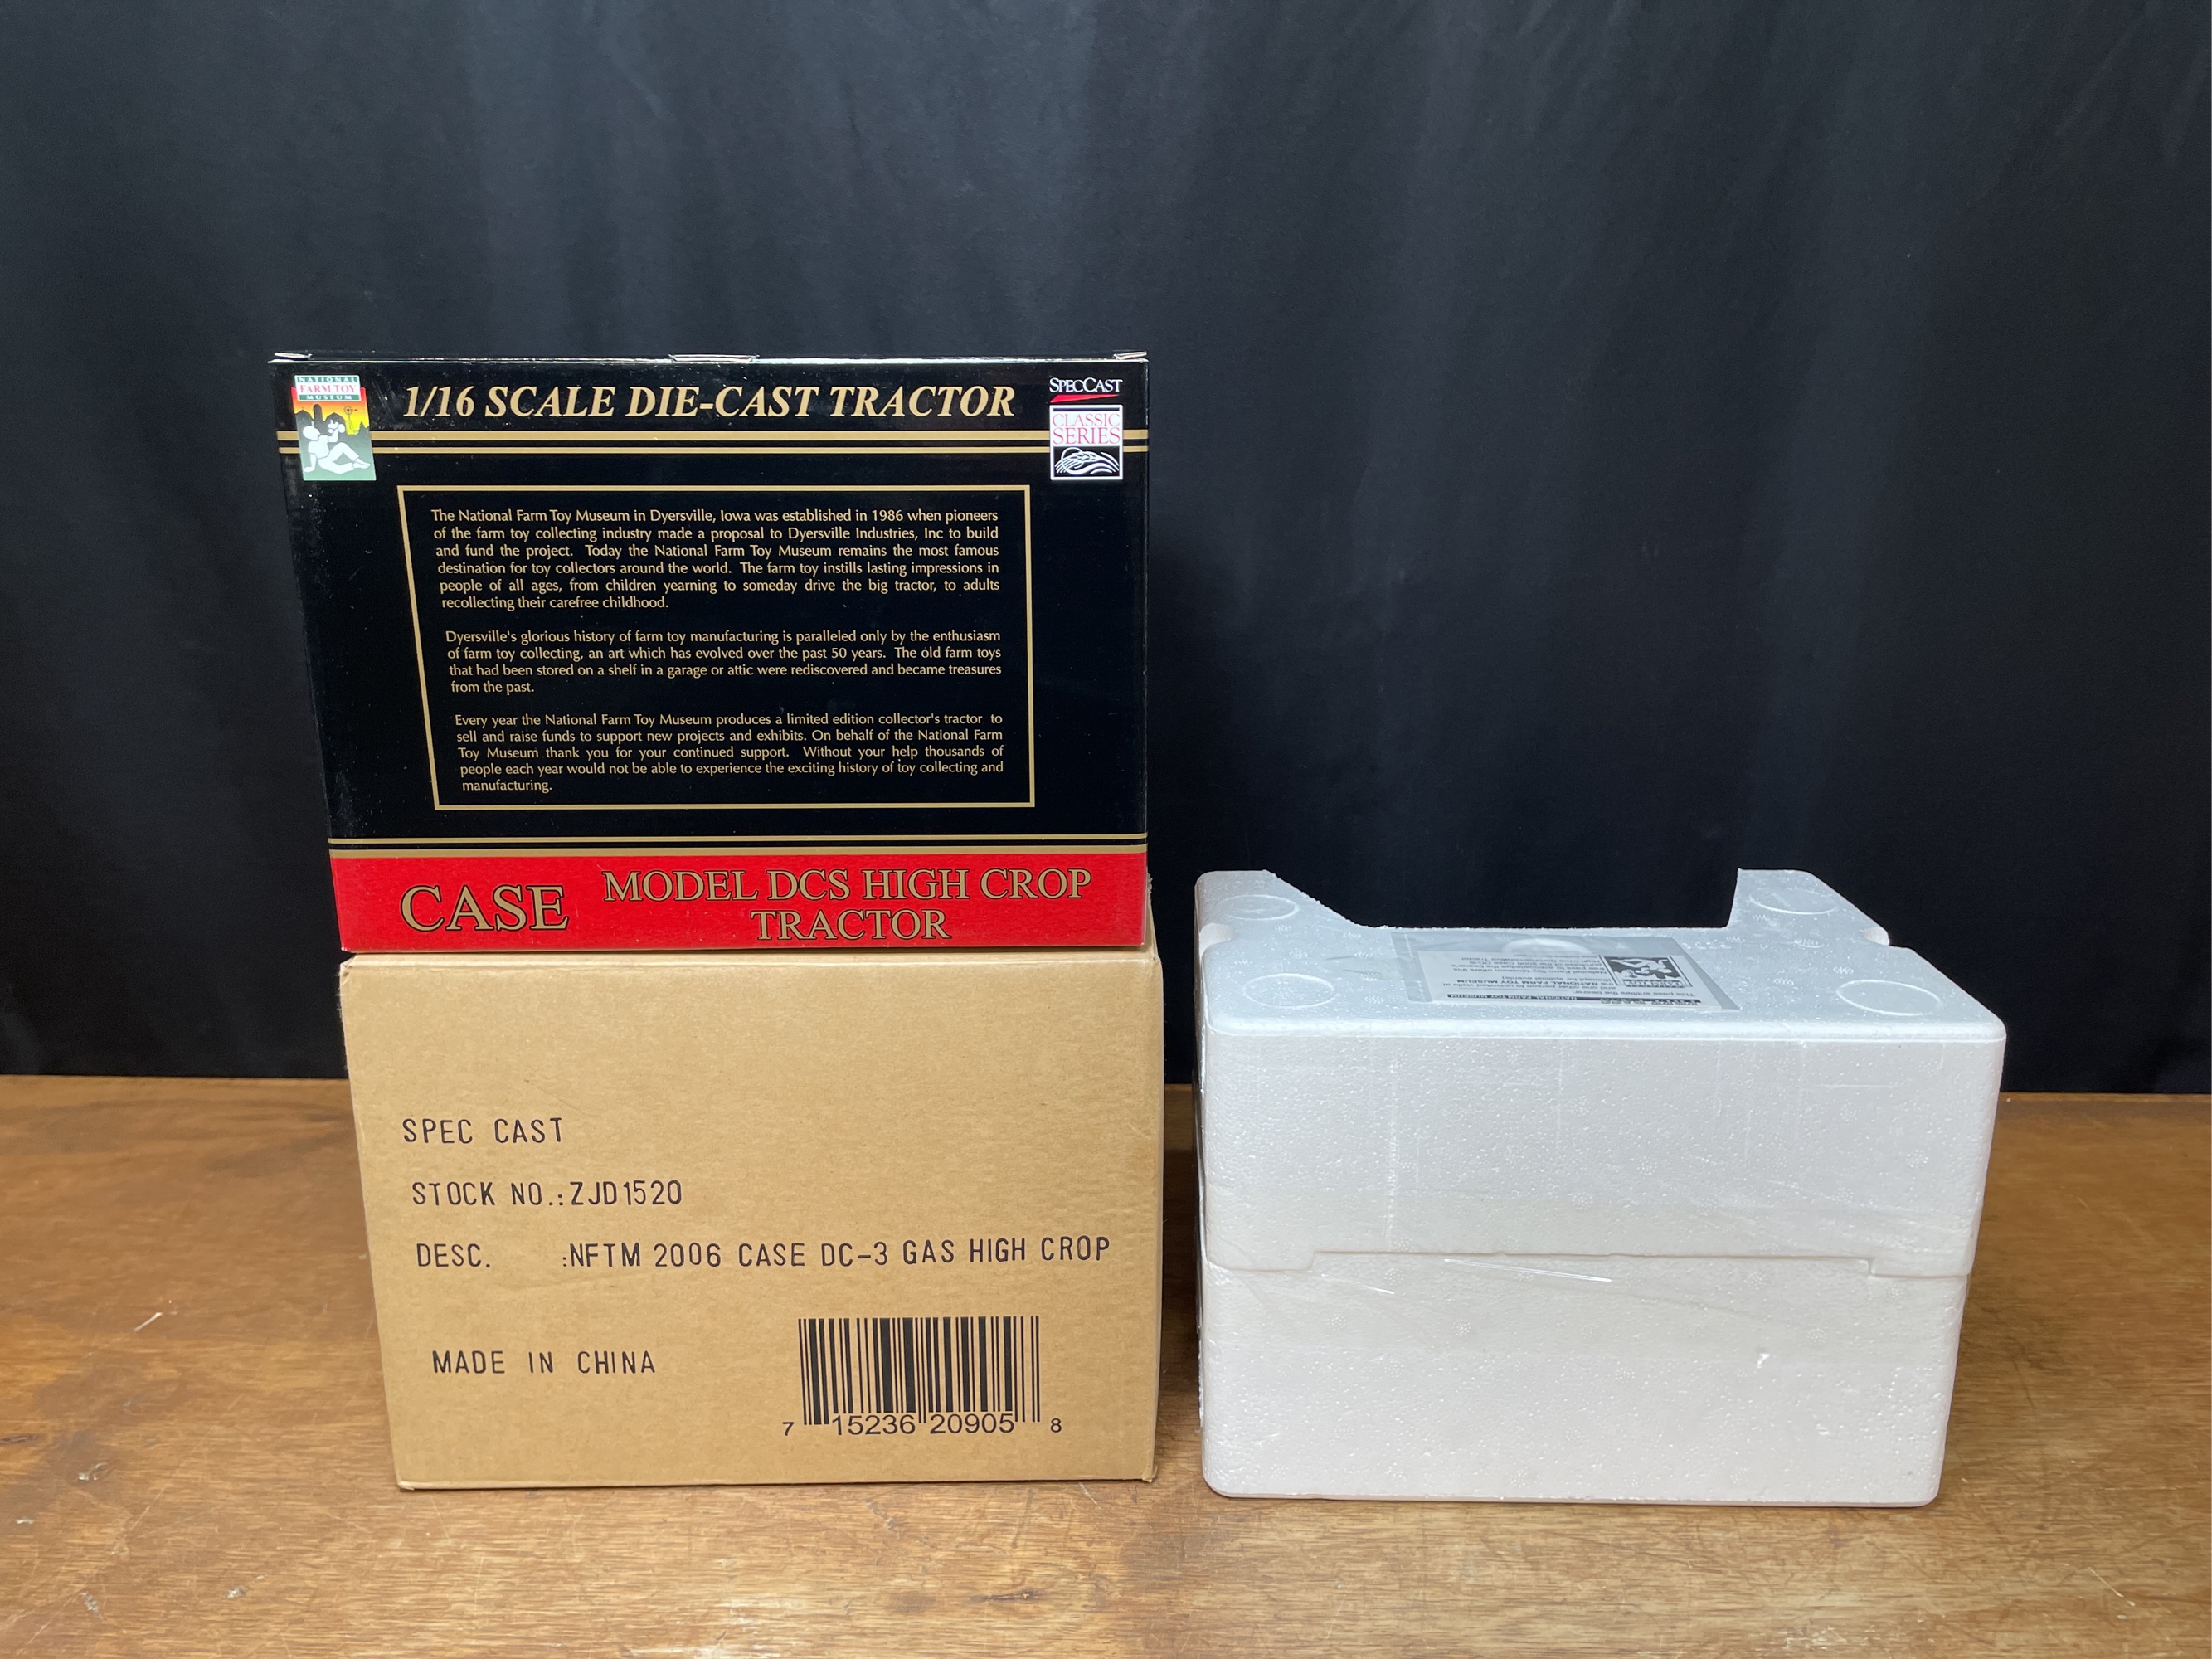 NATIONAL
FARM TOY
MUSEUM
1/16 SCALE DIE-CAST TRACTOR
SPECCAST
CLASSIC
SERIES
The National Farm Toy Museum in Dyersville, Iowa was established in 1986 when pioneers
of the farm toy collecting industry made a proposal to Dyersville Industries, Inc to build
and fund the project. Today the National Farm Toy Museum remains the most famous
destination for toy collectors around the world. The farm toy instills lasting impressions in
people of all ages, from children yearning to someday drive the big tractor, to adults
recollecting their carefree childhood.
Dyersville's glorious history of farm toy manufacturing is paralleled only by the enthusiasm
of farm toy collecting, an art which has evolved over the past 50 years. The old farm toys
that had been stored on a shelf in a garage or attic were rediscovered and became treasures
from the past.
Every year the National Farm Toy Museum produces a limited edition collector's tractor to
sell and raise funds to support new projects and exhibits. On behalf of the National Farm
Toy Museum thank you for your continued support. Without your help thousands of
people each year would not be able to experience the exciting history of toy collecting and
manufacturing.
CASE
MODEL DCS HIGH CROP
TRACTOR
SPEC CAST
STOCK NO.:ZJD1520
DESC. :NFTM 2006 CASE DC-3 GAS HIGH CROP
MADE IN CHINA
7 15236 20905 8
NATIONAL FARM TOY MUSEUM
the NATIONAL FARM TOY MUSEUM